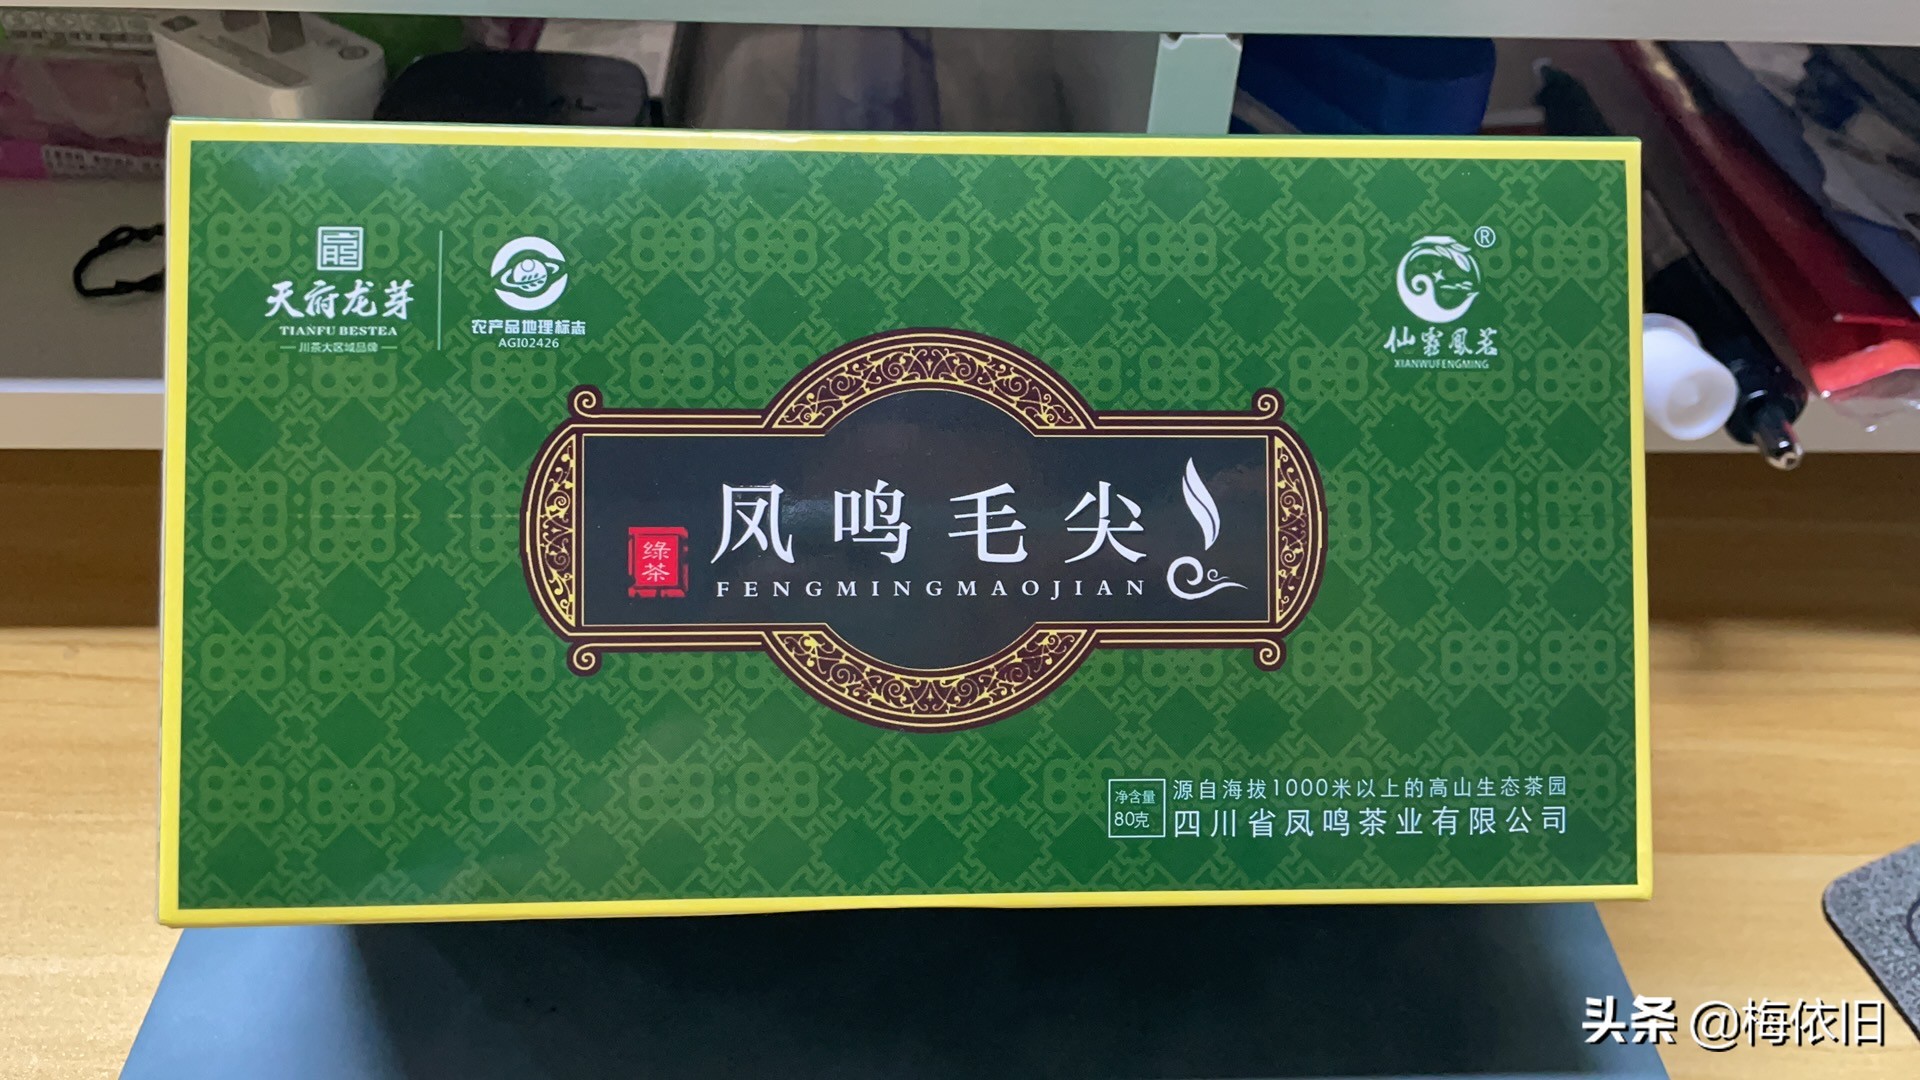 天府龙芽
TIANFU BESTEA
川茶大区域品牌
农产品地理标志
AGI02426
®
仙雾凤茗
XIANWUFENGMING
绿茶
凤鸣毛尖
FENGMINGMAOJIAN
净含量
80克
源自海拔1000米以上的高山生态茶园
四川省凤鸣茶业有限公司
头条 @梅依旧